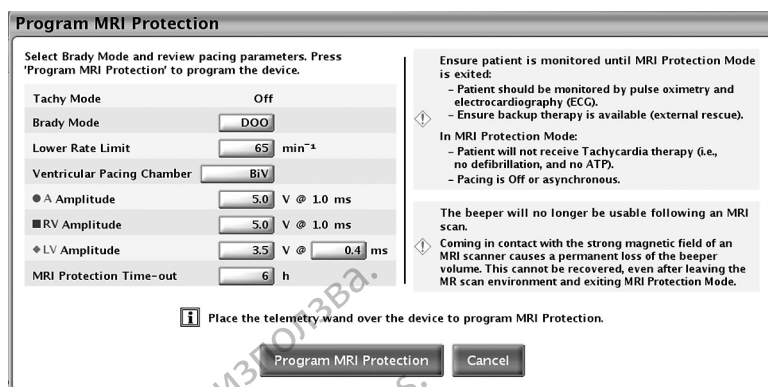 Program MRI Protection
Select Brady Mode and review pacing parameters. Press
'Program MRI Protection' to program the device.
Tachy Mode Off
Brady Mode DOO
Lower Rate Limit 65 min⁻¹
Ventricular Pacing Chamber BiV
A Amplitude 5.0 V @ 1.0 ms
RV Amplitude 5.0 V @ 1.0 ms
LV Amplitude 3.5 V @ 0.4 ms
MRI Protection Time-out 6 h
Ensure patient is monitored until MRI Protection Mode
is exited:
– Patient should be monitored by pulse oximetry and
electrocardiography (ECG).
– Ensure backup therapy is available (external rescue).
In MRI Protection Mode:
– Patient will not receive Tachycardia therapy (i.e.,
no defibrillation, and no ATP).
– Pacing is Off or asynchronous.
The beeper will no longer be usable following an MRI
scan.
Coming in contact with the strong magnetic field of an
MRI scanner causes a permanent loss of the beeper
volume. This cannot be recovered, even after leaving the
MR scan environment and exiting MRI Protection Mode.
Place the telemetry wand over the device to program MRI Protection.
Program MRI Protection Cancel